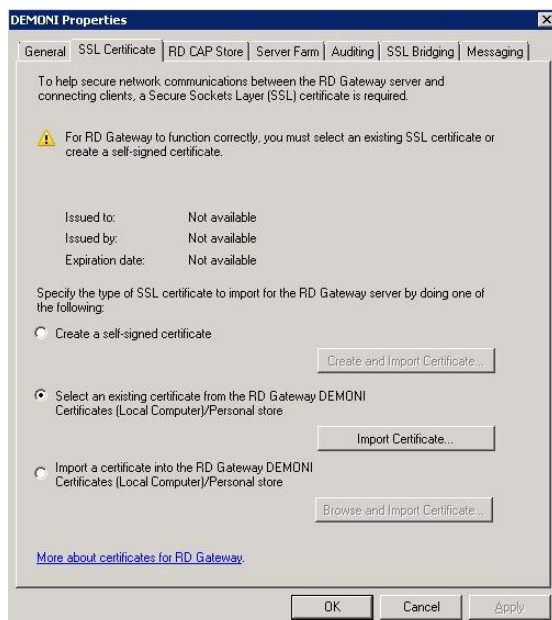 DEMONI Properties
General SSL Certificate RD CAP Store Server Farm Auditing SSL Bridging Messaging
To help secure network communications between the RD Gateway server and
connecting clients, a Secure Sockets Layer (SSL) certificate is required.
For RD Gateway to function correctly, you must select an existing SSL certificate or
create a self-signed certificate.
Issued to: Not available
Issued by: Not available
Expiration date: Not available
Specify the type of SSL certificate to import for the RD Gateway server by doing one of
the following:
Create a self-signed certificate
Create and Import Certificate...
Select an existing certificate from the RD Gateway DEMONI
Certificates (Local Computer)/Personal store
Import Certificate...
Import a certificate into the RD Gateway DEMONI
Certificates (Local Computer)/Personal store
Browse and Import Certificate...
More about certificates for RD Gateway.
OK Cancel Apply